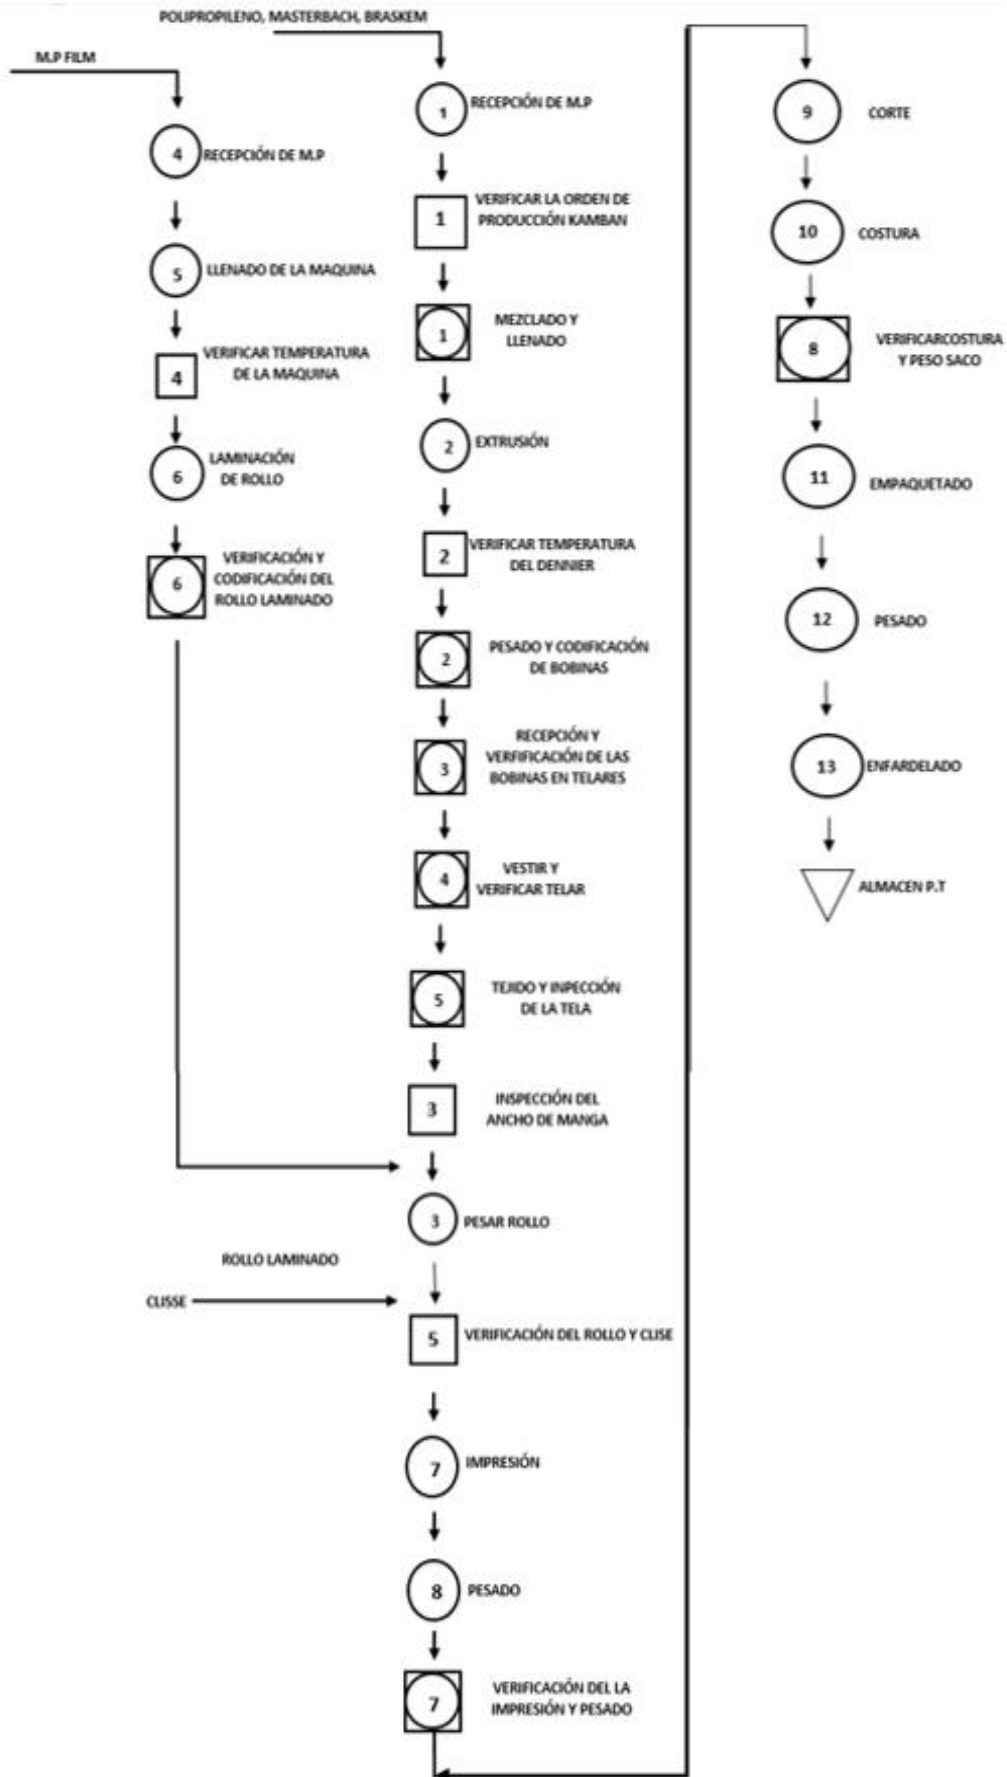 POLIPROPILENO, MASTERBACH, BRASKEM
M.P FILM
4
RECEPCIÓN DE M.P
5
LLENADO DE LA MAQUINA
4
VERIFICAR TEMPERATURA
DE LA MAQUINA
6
LAMINACIÓN
DE ROLLO
6
VERIFICACIÓN Y
CODIFICACIÓN DEL
ROLLO LAMINADO
1
RECEPCIÓN DE M.P
1
VERIFICAR LA ORDEN DE
PRODUCCIÓN KAMBAN
1
MEZCLADO Y
LLENADO
2
EXTRUSIÓN
2
VERIFICAR TEMPERATURA
DEL DENNIER
2
PESADO Y CODIFICACIÓN
DE BOBINAS
3
RECEPCIÓN Y
VERFIFICACIÓN DE LAS
BOBINAS EN TELARES
4
VESTIR Y
VERIFICAR TELAR
5
TEJIDO Y INPECCIÓN
DE LA TELA
3
INSPECCIÓN DEL
ANCHO DE MANGA
3
PESAR ROLLO
ROLLO LAMINADO
CLISSE
5
VERIFICACIÓN DEL ROLLO Y CLISE
7
IMPRESIÓN
8
PESADO
7
VERIFICACIÓN DEL LA
IMPRESIÓN Y PESADO
9
CORTE
10
COSTURA
8
VERIFICARCOSTURA
Y PESO SACO
11
EMPAQUETADO
12
PESADO
13
ENFARDELADO
ALMACEN P.T